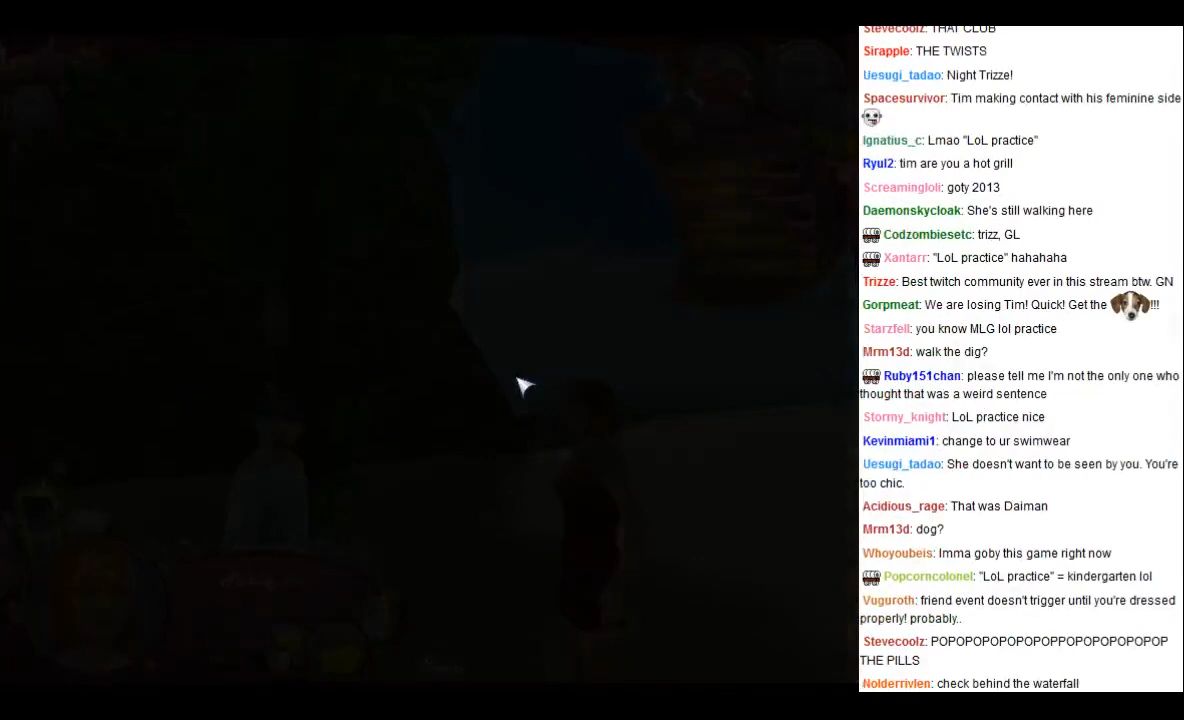 Stevecoolz: THAT CLUB
Sirapple: THE TWISTS
Uesugi_tadao: Night Trizze!
Spacesurvivor: Tim making contact with his feminine side
Ignatius_c: Lmao "LoL practice"
Ryul2: tim are you a hot grill
Screamingloli: goty 2013
Daemonskycloak: She's still walking here
Codzombiesetc: trizz, GL
Xantarr: "LoL practice" hahahaha
Trizze: Best twitch community ever in this stream btw. GN
Gorpmeat: We are losing Tim! Quick! Get the !!!
Starzfell: you know MLG lol practice
Mrm13d: walk the dig?
Ruby151chan: please tell me I'm not the only one who
thought that was a weird sentence
Stormy_knight: LoL practice nice
Kevinmiami1: change to ur swimwear
Uesugi_tadao: She doesn't want to be seen by you. You're
too chic.
Acidious_rage: That was Daiman
Mrm13d: dog?
Whoyoubeis: Imma goby this game right now
Popcorncolonel: "LoL practice" = kindergarten lol
Vuguroth: friend event doesn't trigger until you're dressed
properly! probably..
Stevecoolz: POPOPOPOPOPOPPOPOPOPOPOP
THE PILLS
Nolderrivlen: check behind the waterfall